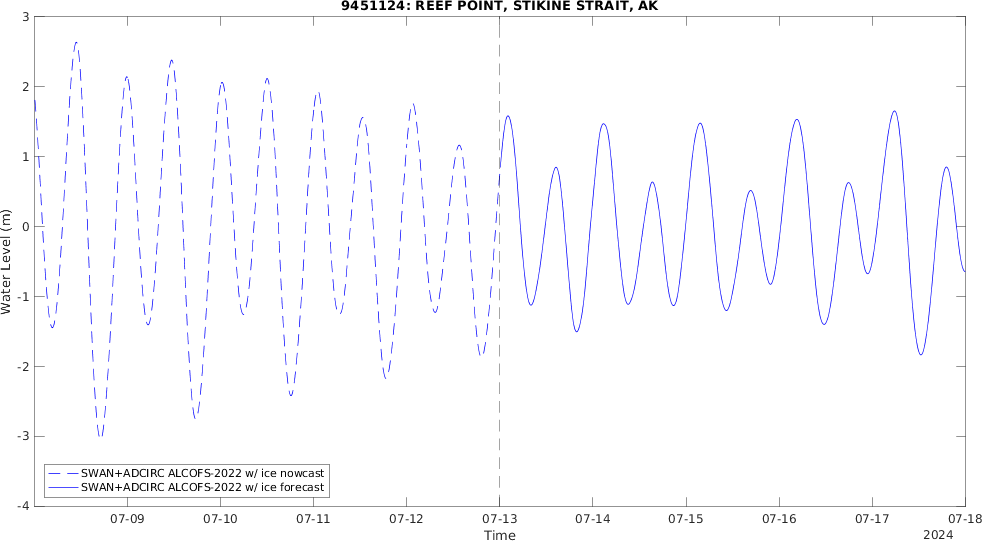 9451124: REEF POINT, STIKINE STRAIT, AK
Water Level (m)
3
2
1
0
-1
-2
-3
-4
SWAN+ADCIRC ALCOFS-2022 w/ ice nowcast
SWAN+ADCIRC ALCOFS-2022 w/ ice forecast
07-09 07-10 07-11 07-12 07-13 07-14 07-15 07-16 07-17 07-18
Time
2024